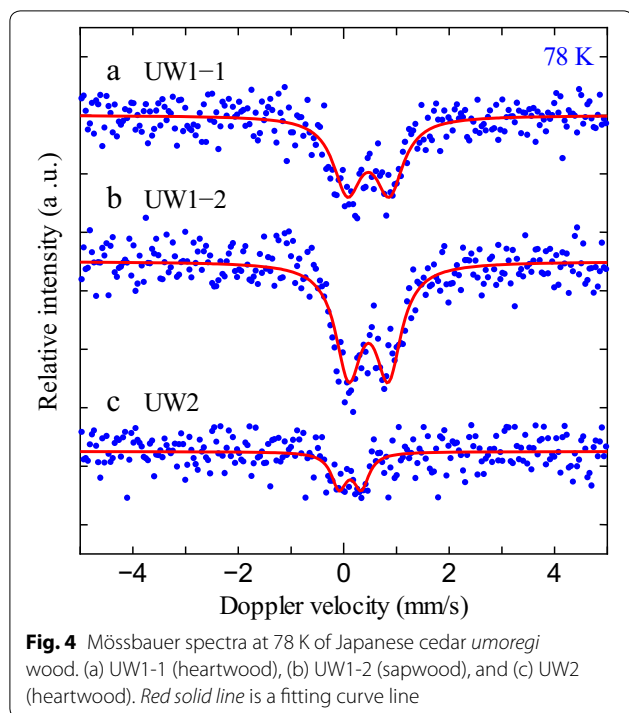 78 K
a UW1−1
b UW1−2
c UW2
Relative intensity (a .u.)
−4 −2 0 2 4
Doppler velocity (mm/s)
Fig. 4 Mössbauer spectra at 78 K of Japanese cedar umoregi
wood. (a) UW1-1 (heartwood), (b) UW1-2 (sapwood), and (c) UW2
(heartwood). Red solid line is a fitting curve line